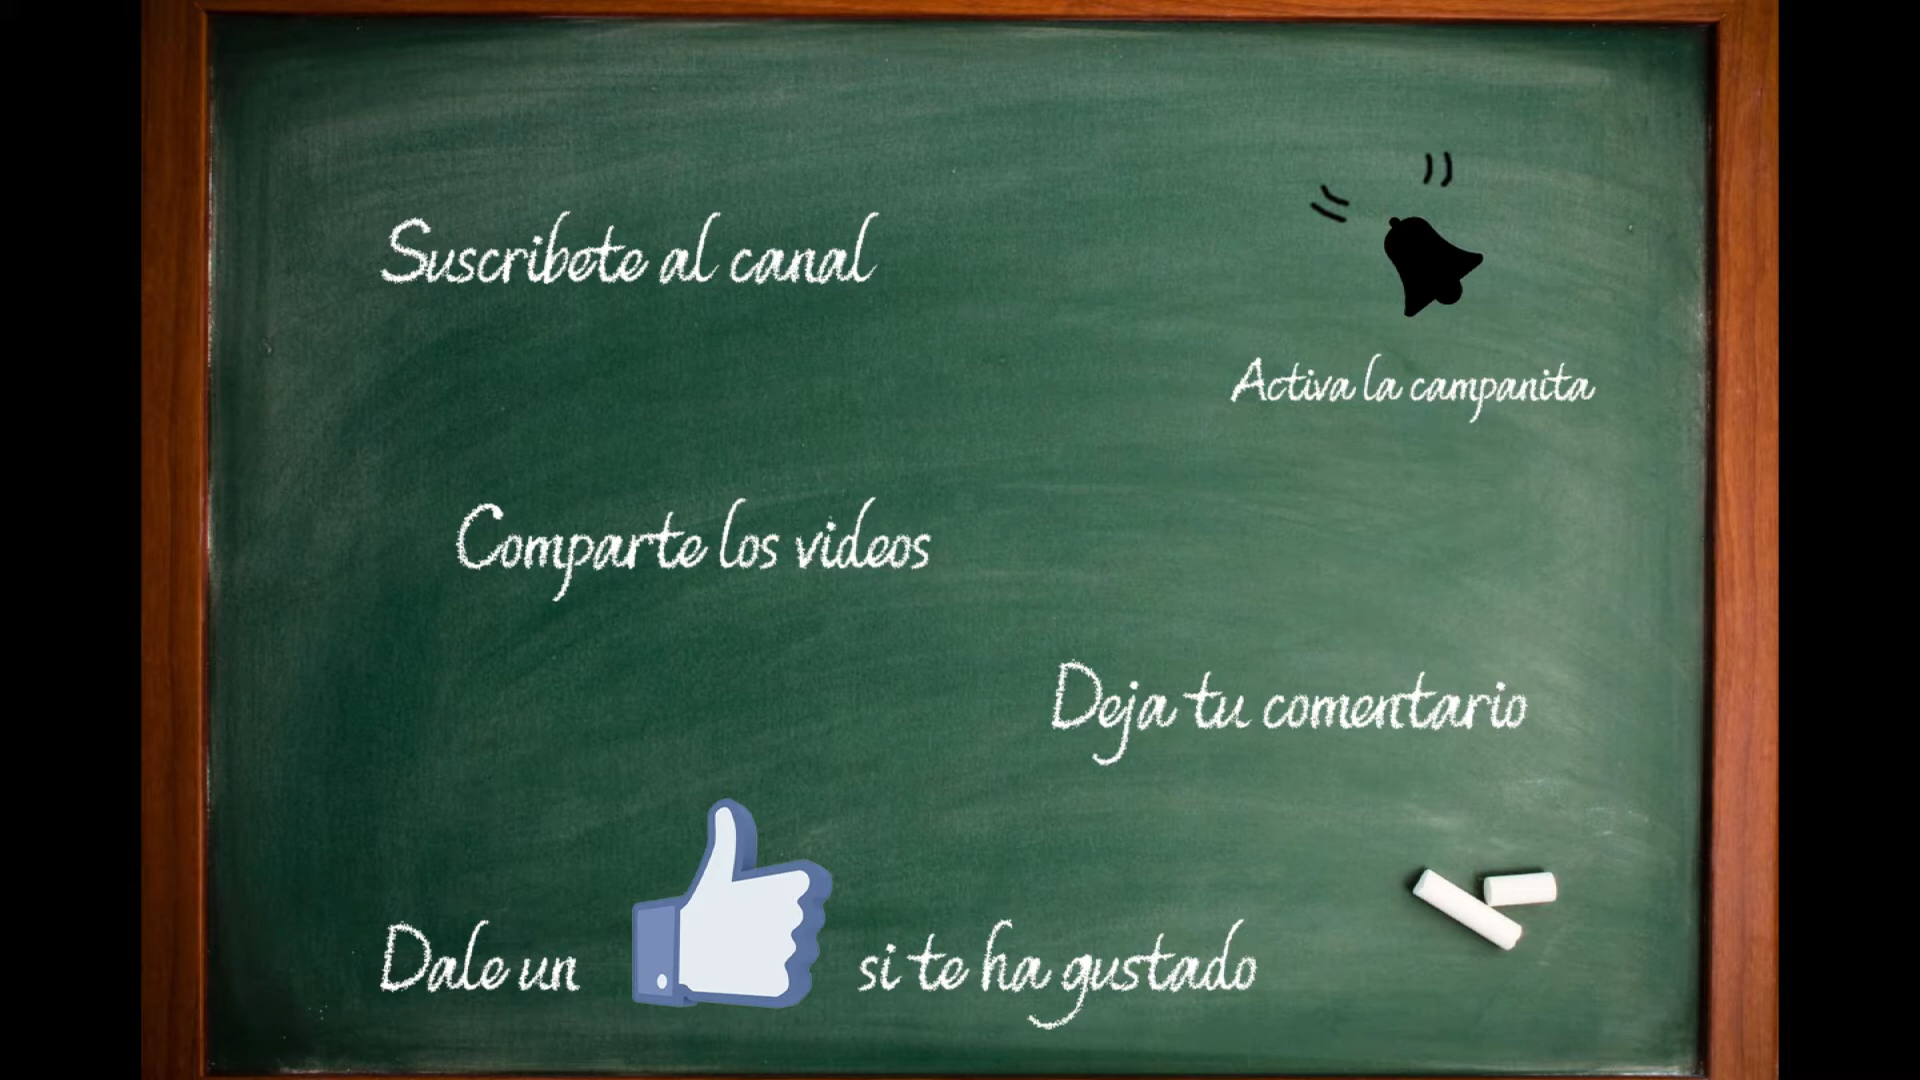 Suscribete al canal
Activa la campanita
Comparte los videos
Deja tu comentario
Dale un si te ha gustado